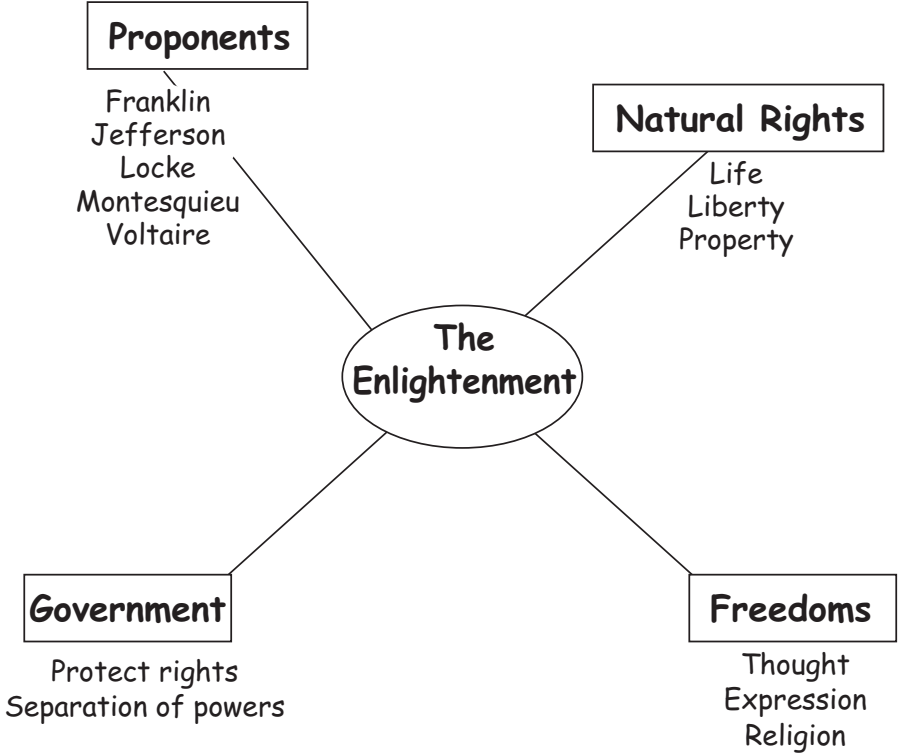 Proponents
Franklin
Jefferson
Locke
Montesquieu
Voltaire
Natural Rights
Life
Liberty
Property
The
Enlightenment
Government
Protect rights
Separation of powers
Freedoms
Thought
Expression
Religion